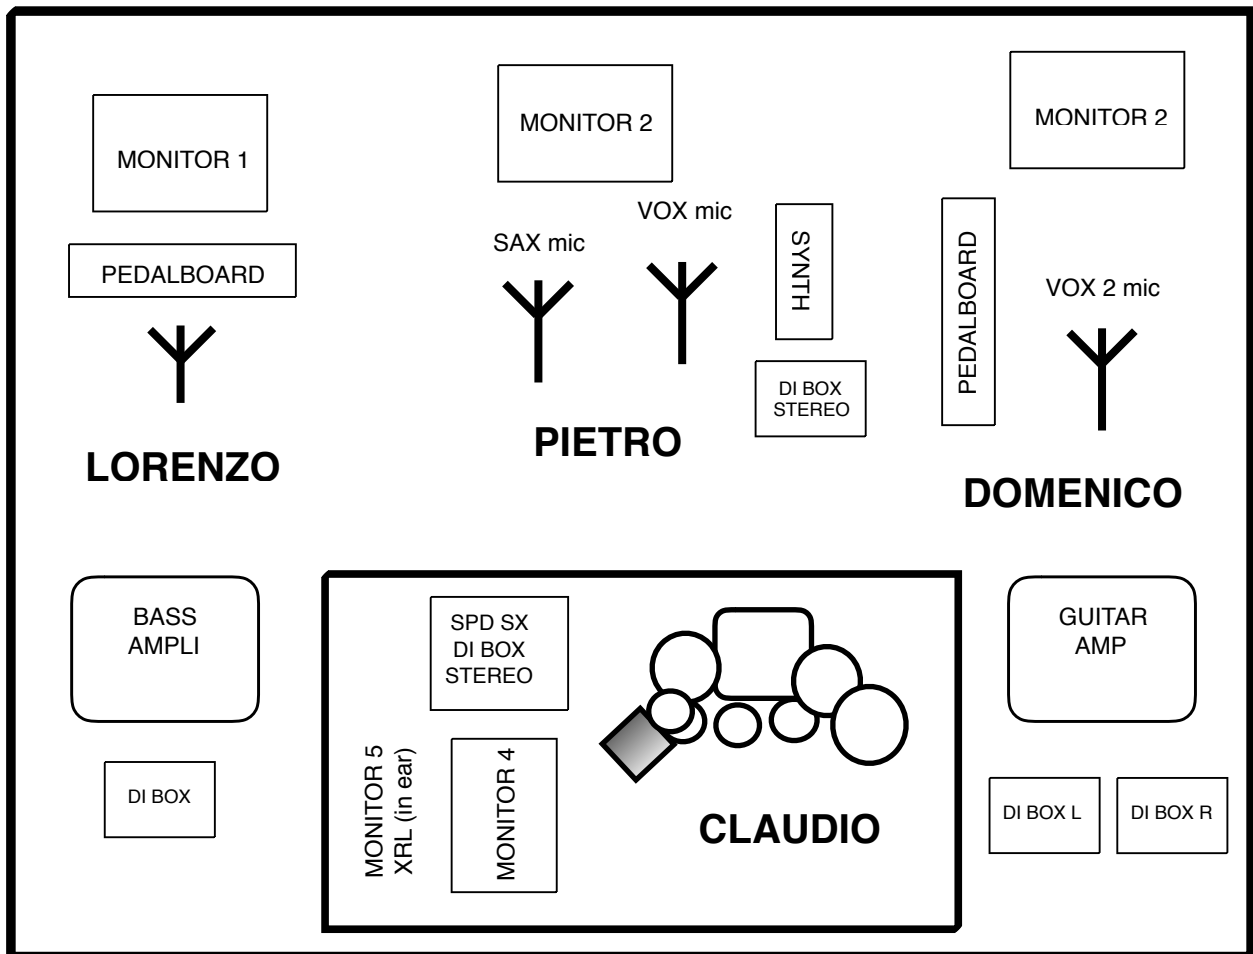 MONITOR 1
MONITOR 2
MONITOR 2
VOX mic
SAX mic
SYNTH
PEDALBOARD
PEDALBOARD
VOX 2 mic
DI BOX
STEREO
LORENZO
PIETRO
DOMENICO
BASS
AMPLI
SPD SX
DI BOX
STEREO
GUITAR
AMP
MONITOR 5
XRL (in ear)
MONITOR 4
CLAUDIO
DI BOX
DI BOX L
DI BOX R